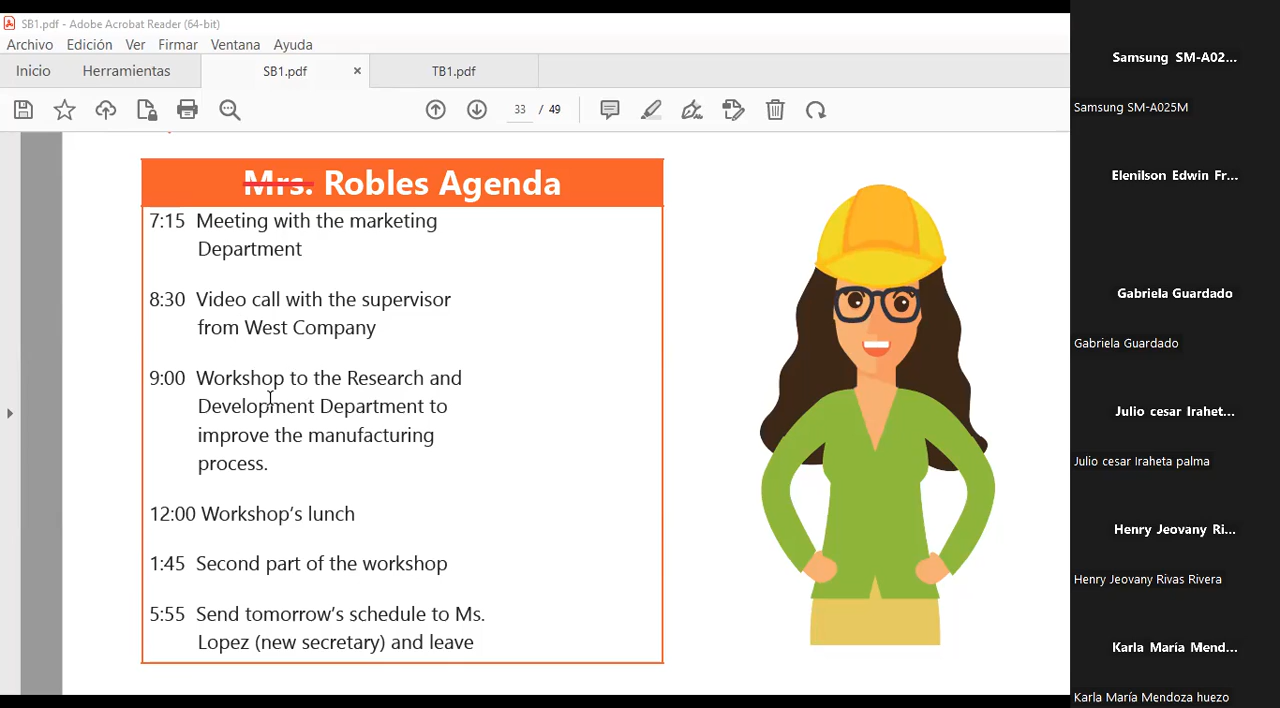 SB1.pdf - Adobe Acrobat Reader (64-bit)
Archivo Edición Ver Firmar Ventana Ayuda
Inicio Herramientas SB1.pdf × TB1.pdf
33 / 49
Mrs. Robles Agenda
7:15 Meeting with the marketing
Department
8:30 Video call with the supervisor
from West Company
9:00 Workshop to the Research and
Development Department to
improve the manufacturing
process.
12:00 Workshop's lunch
1:45 Second part of the workshop
5:55 Send tomorrow's schedule to Ms.
Lopez (new secretary) and leave
Samsung SM-A02...
Samsung SM-A025M
Elenilson Edwin Fr...
Gabriela Guardado
Gabriela Guardado
Julio cesar Irahet...
Julio cesar Iraheta palma
Henry Jeovany Ri...
Henry Jeovany Rivas Rivera
Karla María Mend...
Karla María Mendoza huezo